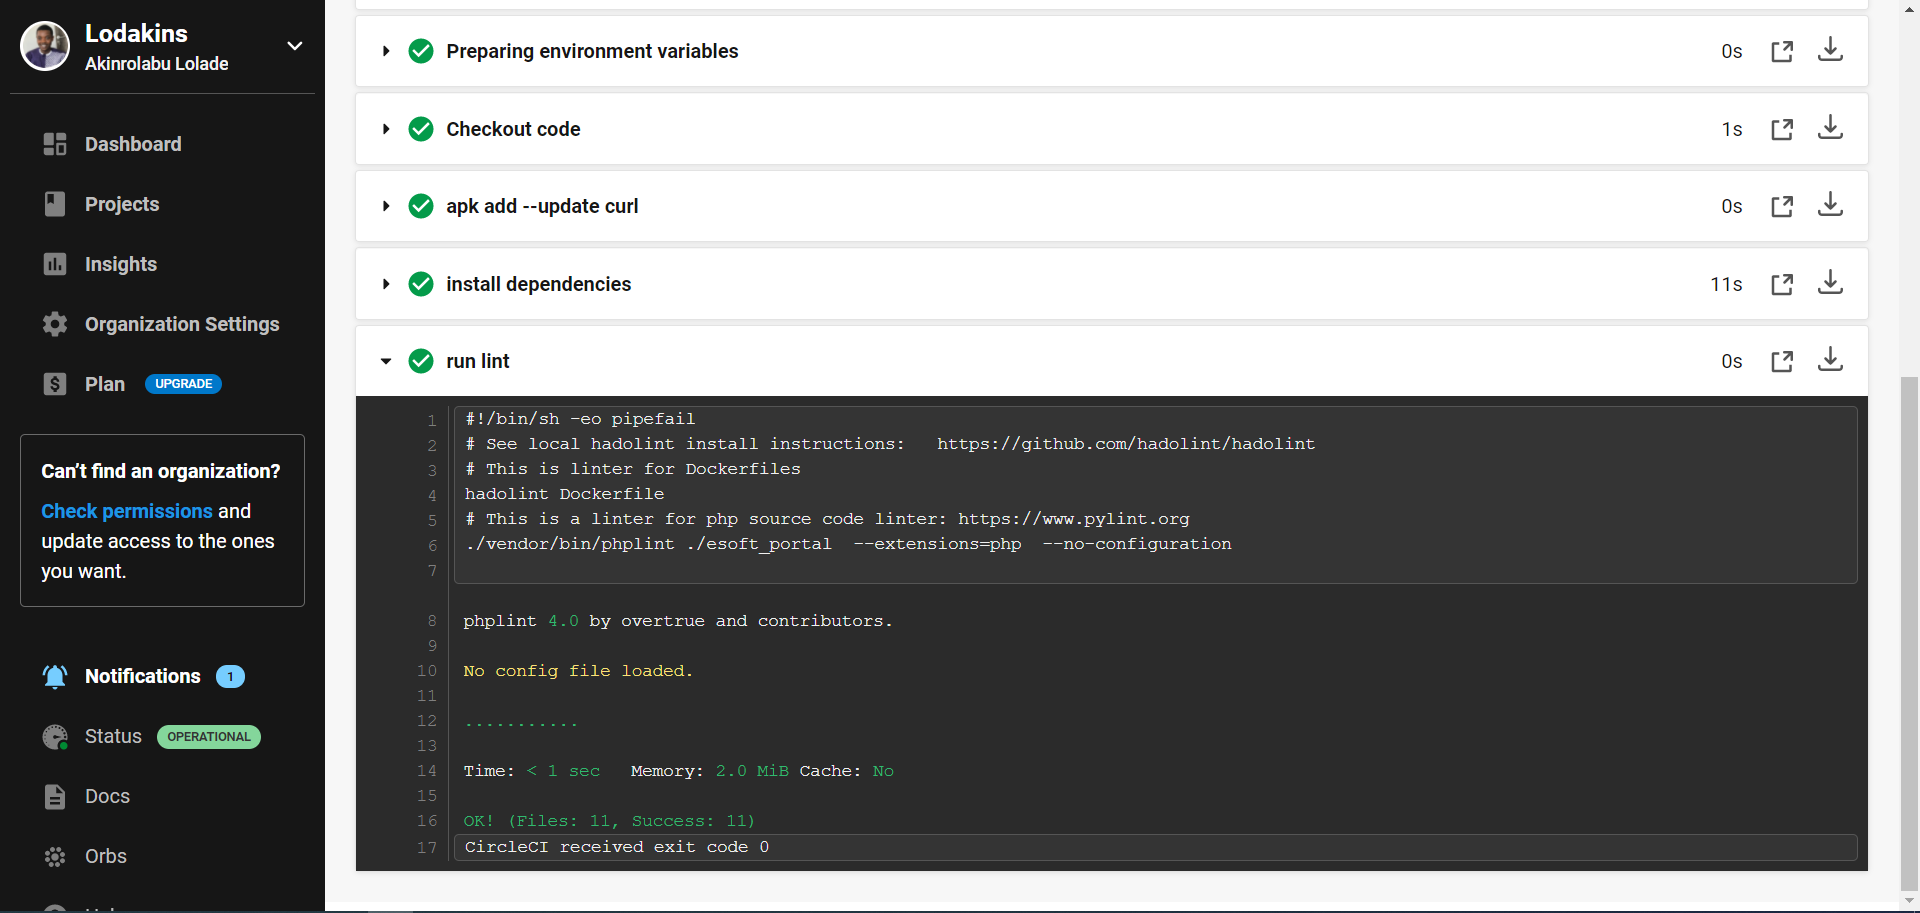 Lodakins
Akinrolabu Lolade
Dashboard
Projects
Insights
Organization Settings
Plan UPGRADE
Can’t find an organization?
Check permissions and
update access to the ones
you want.
Notifications 1
Status OPERATIONAL
Docs
Orbs
Preparing environment variables 0s
Checkout code 1s
apk add --update curl 0s
install dependencies 11s
run lint 0s
1 #!/bin/sh -eo pipefail
2 # See local hadolint install instructions:   https://github.com/hadolint/hadolint
3 # This is linter for Dockerfiles
4 hadolint Dockerfile
5 # This is a linter for php source code linter: https://www.pylint.org
6 ./vendor/bin/phplint ./esoft_portal  --extensions=php  --no-configuration
7
8 phplint 4.0 by overtrue and contributors.
9
10 No config file loaded.
11
12 ...........
13
14 Time: < 1 sec   Memory: 2.0 MiB Cache: No
15
16 OK! (Files: 11, Success: 11)
17 CircleCI received exit code 0